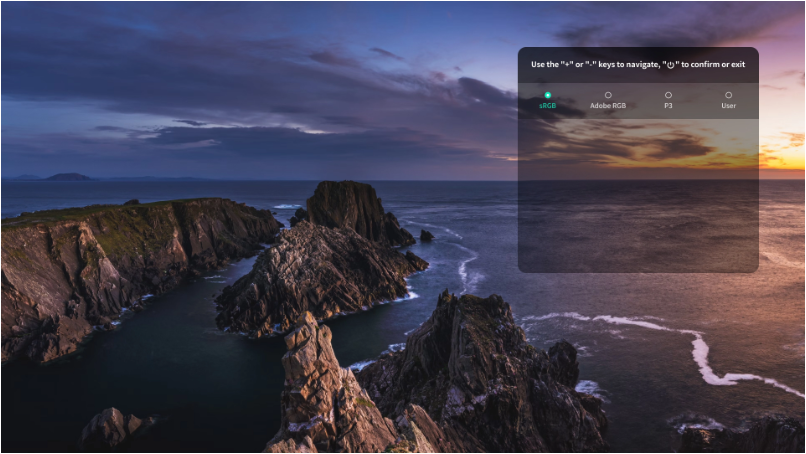 Use the "+" or "-" keys to navigate, "⏻" to confirm or exit
sRGB Adobe RGB P3 User